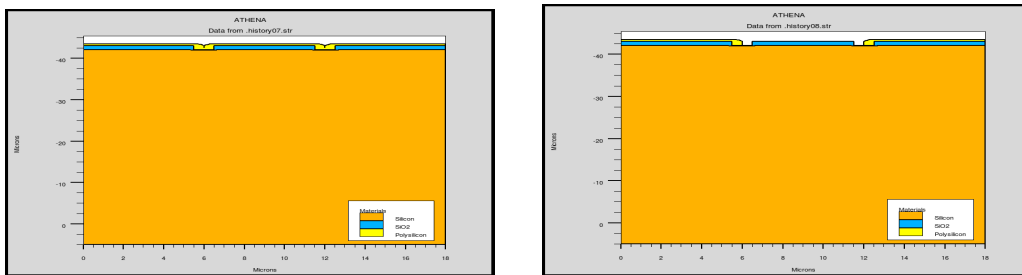 ATHENA
Data from .history07.str
Microns
-40
-30
-20
-10
0
0 2 4 6 8 10 12 14 16 18
Microns
Materials
Silicon
SiO2
Polysilicon
ATHENA
Data from .history08.str
Microns
-40
-30
-20
-10
0
0 2 4 6 8 10 12 14 16 18
Microns
Materials
Silicon
SiO2
Polysilicon